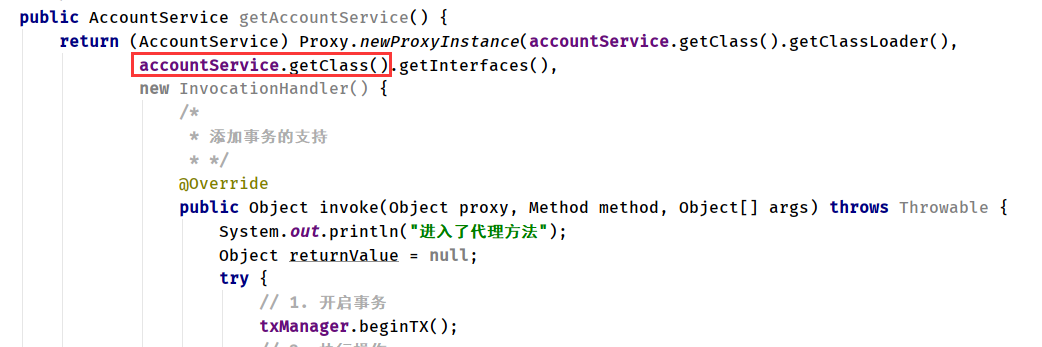 public AccountService getAccountService() {
return (AccountService) Proxy.newProxyInstance(accountService.getClass().getClassLoader(),
accountService.getClass().getInterfaces(),
new InvocationHandler() {
/*
* 添加事务的支持
* */
@Override
public Object invoke(Object proxy, Method method, Object[] args) throws Throwable {
System.out.println("进入了代理方法");
Object returnValue = null;
try {
// 1. 开启事务
txManager.beginTX();